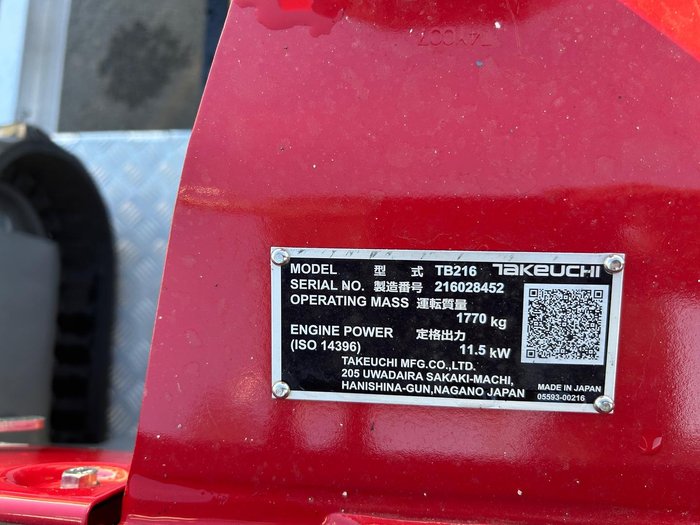 MODEL 型 式 TB216 TAKEUCHI
SERIAL NO. 製造番号 216028452
OPERATING MASS 運転質量
1770 kg
ENGINE POWER 定格出力
(ISO 14396) 11.5 kW
TAKEUCHI MFG.CO.,LTD.
205 UWADAIRA SAKAKI-MACHI,
HANISHINA-GUN,NAGANO JAPAN
MADE IN JAPAN
05593-00216